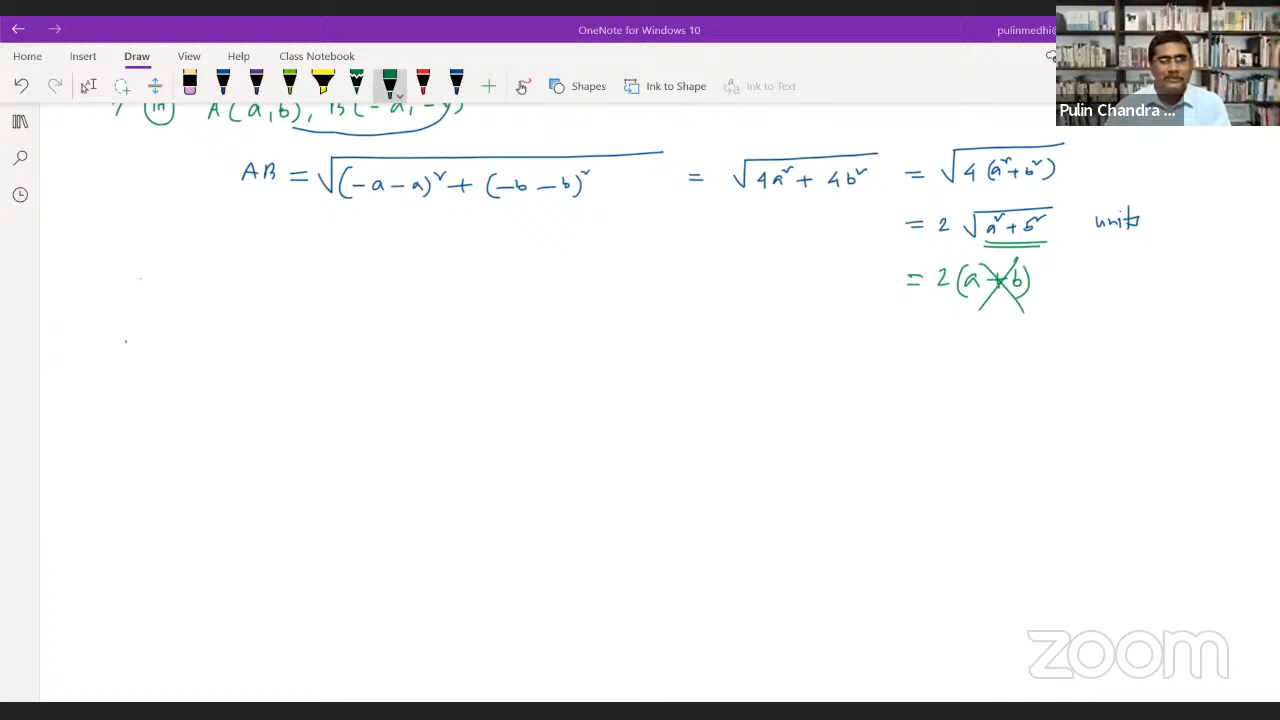 OneNote for Windows 10
pulinmedhi@
Home Insert Draw View Help Class Notebook
Shapes Ink to Shape Ink to Text
Pulin Chandra ...
A(a,b), B(-a,-y)
AB = √((-a-a)² + (-b-b)²) = √(4a² + 4b²) = √(4(a²+b²))
= 2 √(a²+b²) units
= 2(a+b)
zoom